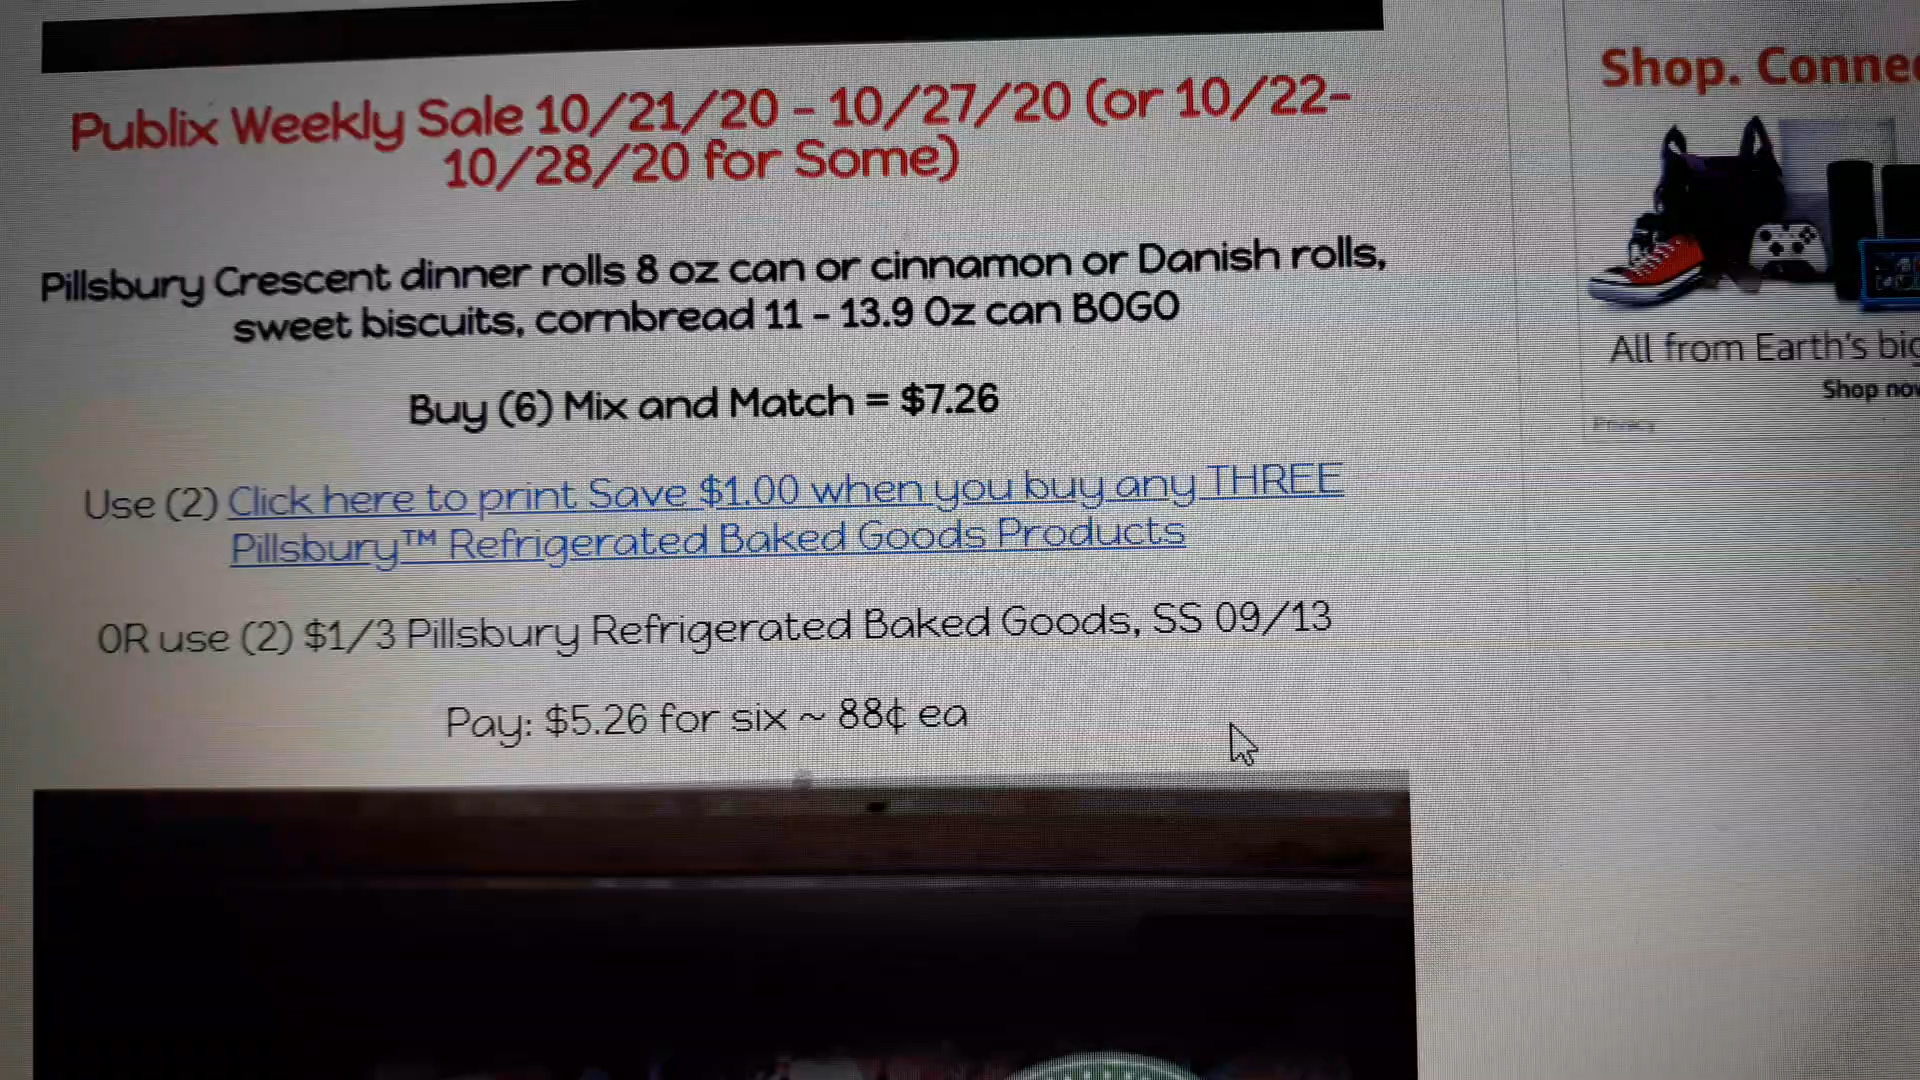 Publix Weekly Sale 10/21/20 – 10/27/20 (or 10/22–
10/28/20 for Some)
Pillsbury Crescent dinner rolls 8 oz can or cinnamon or Danish rolls,
sweet biscuits, cornbread 11 – 13.9 Oz can BOGO
Buy (6) Mix and Match = $7.26
Use (2) Click here to print Save $1.00 when you buy any THREE
Pillsbury™ Refrigerated Baked Goods Products
OR use (2) $1/3 Pillsbury Refrigerated Baked Goods, SS 09/13
Pay: $5.26 for six ~ 88¢ ea
Shop. Conne
All from Earth's big
Shop now
Privacy